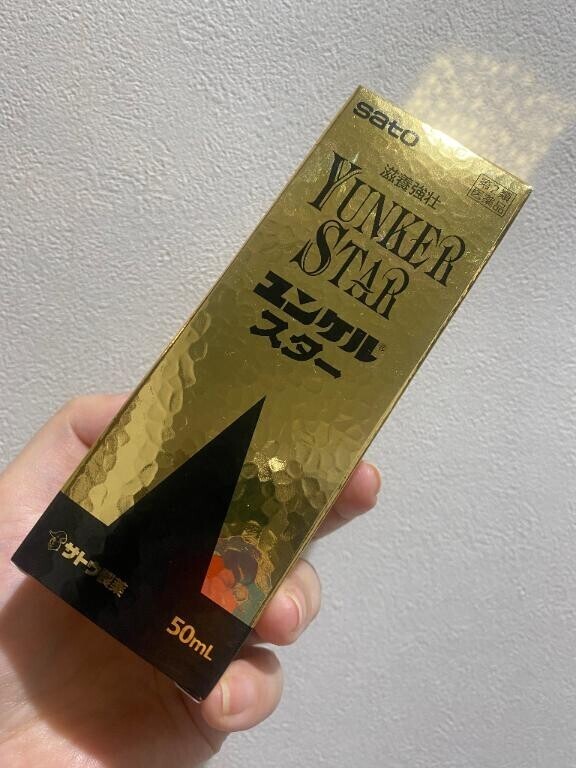 sato
滋養強壮
第2類
医薬品
YUNKER
STAR
ユンケル®
スター
サトウ製薬
50mL